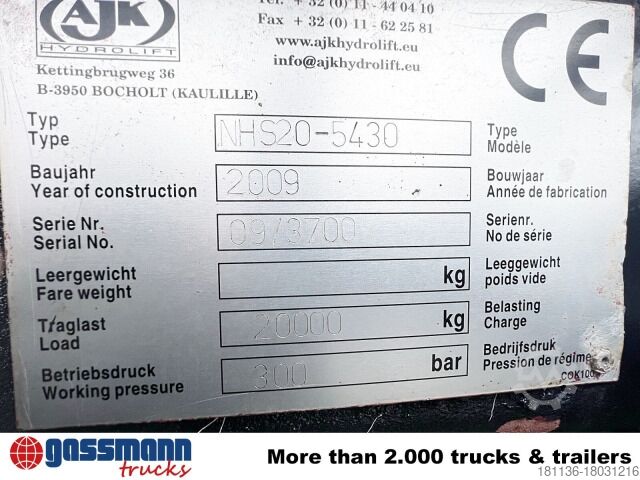 AJK
HYDROLIFT
Tel. + 32 (0) 11 - 44 04 10
Fax + 32 (0) 11 - 62 25 81
www.ajkhydrolift.eu
info@ajkhydrolift.eu
Kettingbrugweg 36
B-3950 BOCHOLT (KAULILLE)
CE
Typ
Type
NHS20-5430
Type
Modèle
Baujahr
Year of construction
2009
Bouwjaar
Année de fabrication
Serie Nr.
Serial No.
09/3700
Serienr.
No de série
Leergewicht
Fare weight
kg
Leeggewicht
poids vide
Traglast
Load
20000 kg
Belasting
Charge
Betriebsdruck
Working pressure
300 bar
Bedrijfsdruk
Pression de régime
COK100
gassmann
trucks
More than 2.000 trucks & trailers
181136-18031216